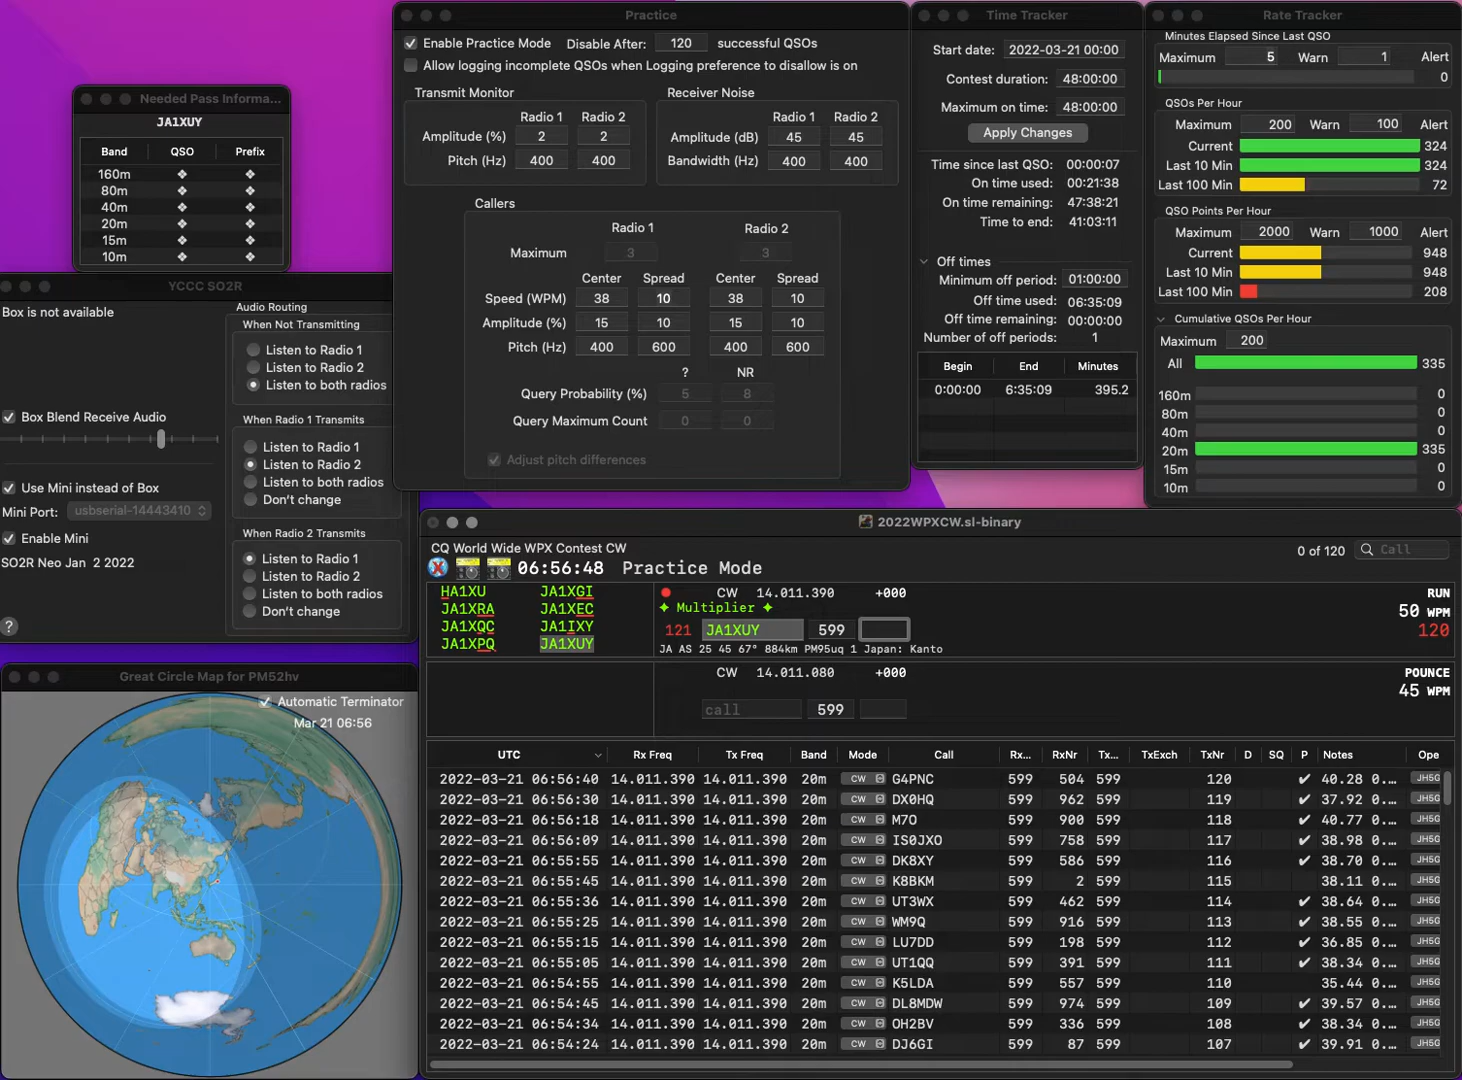 Needed Pass Informa...
JA1XUY
Band QSO Prefix
160m ❖ ❖
80m ❖ ❖
40m ❖ ❖
20m ❖ ❖
15m ❖ ❖
10m ❖ ❖
YCCC SO2R
Box is not available
Box Blend Receive Audio
Use Mini instead of Box
Mini Port: usbserial-14443410
Enable Mini
SO2R Neo Jan 2 2022
?
Audio Routing
When Not Transmitting
Listen to Radio 1
Listen to Radio 2
Listen to both radios
When Radio 1 Transmits
Listen to Radio 1
Listen to Radio 2
Listen to both radios
Don't change
When Radio 2 Transmits
Listen to Radio 1
Listen to Radio 2
Listen to both radios
Don't change
Practice
Enable Practice Mode Disable After: 120 successful QSOs
Allow logging incomplete QSOs when Logging preference to disallow is on
Transmit Monitor
Radio 1 Radio 2
Amplitude (%) 2 2
Pitch (Hz) 400 400
Receiver Noise
Radio 1 Radio 2
Amplitude (dB) 45 45
Bandwidth (Hz) 400 400
Callers
Radio 1 Radio 2
Maximum 3 3
Center Spread Center Spread
Speed (WPM) 38 10 38 10
Amplitude (%) 15 10 15 10
Pitch (Hz) 400 600 400 600
? NR
Query Probability (%) 5 8
Query Maximum Count 0 0
Adjust pitch differences
Time Tracker
Start date: 2022-03-21 00:00
Contest duration: 48:00:00
Maximum on time: 48:00:00
Apply Changes
Time since last QSO: 00:00:07
On time used: 00:21:38
On time remaining: 47:38:21
Time to end: 41:03:11
Off times
Minimum off period: 01:00:00
Off time used: 06:35:09
Off time remaining: 00:00:00
Number of off periods: 1
Begin End Minutes
0:00:00 6:35:09 395.2
Rate Tracker
Minutes Elapsed Since Last QSO
Maximum 5 Warn 1 Alert
0
QSOs Per Hour
Maximum 200 Warn 100 Alert
Current 324
Last 10 Min 324
Last 100 Min 72
QSO Points Per Hour
Maximum 2000 Warn 1000 Alert
Current 948
Last 10 Min 948
Last 100 Min 208
Cumulative QSOs Per Hour
Maximum 200
All 335
160m 0
80m 0
40m 0
20m 335
15m 0
10m 0
Great Circle Map for PM52hv
Automatic Terminator
Mar 21 06:56
2022WPXCW.sl-binary
CQ World Wide WPX Contest CW
0 of 120 Call
06:56:48 Practice Mode
HA1XU JA1XGI
JA1XRA JA1XEC
JA1XQC JA1IXY
JA1XPQ JA1XUY
CW 14.011.390 +000 RUN
✦ Multiplier ✦ 50 WPM
121 JA1XUY 599 120
JA AS 25 45 67° 884km PM95uq 1 Japan: Kanto
CW 14.011.080 +000 POUNCE
45 WPM
call 599
UTC Rx Freq Tx Freq Band Mode Call Rx... RxNr Tx... TxExch TxNr D SQ P Notes Ope
2022-03-21 06:56:40 14.011.390 14.011.390 20m CW G4PNC 599 504 599 120 ✔ 40.28 0.... JH5G
2022-03-21 06:56:30 14.011.390 14.011.390 20m CW DX0HQ 599 962 599 119 ✔ 37.92 0.... JH5G
2022-03-21 06:56:18 14.011.390 14.011.390 20m CW M7O 599 900 599 118 ✔ 40.77 0.... JH5G
2022-03-21 06:56:09 14.011.390 14.011.390 20m CW IS0JXO 599 758 599 117 ✔ 38.98 0.... JH5G
2022-03-21 06:55:55 14.011.390 14.011.390 20m CW DK8XY 599 586 599 116 ✔ 38.70 0.... JH5G
2022-03-21 06:55:45 14.011.390 14.011.390 20m CW K8BKM 599 2 599 115 38.11 0.... JH5G
2022-03-21 06:55:36 14.011.390 14.011.390 20m CW UT3WX 599 462 599 114 ✔ 38.64 0.... JH5G
2022-03-21 06:55:25 14.011.390 14.011.390 20m CW WM9Q 599 916 599 113 ✔ 38.55 0.... JH5G
2022-03-21 06:55:15 14.011.390 14.011.390 20m CW LU7DD 599 198 599 112 ✔ 36.85 0.... JH5G
2022-03-21 06:55:05 14.011.390 14.011.390 20m CW UT1QQ 599 391 599 111 ✔ 38.34 0.... JH5G
2022-03-21 06:54:55 14.011.390 14.011.390 20m CW K5LDA 599 557 599 110 35.44 0.... JH5G
2022-03-21 06:54:45 14.011.390 14.011.390 20m CW DL8MDW 599 974 599 109 ✔ 39.57 0.... JH5G
2022-03-21 06:54:34 14.011.390 14.011.390 20m CW OH2BV 599 336 599 108 ✔ 38.34 0.... JH5G
2022-03-21 06:54:24 14.011.390 14.011.390 20m CW DJ6GI 599 87 599 107 ✔ 39.91 0.... JH5G